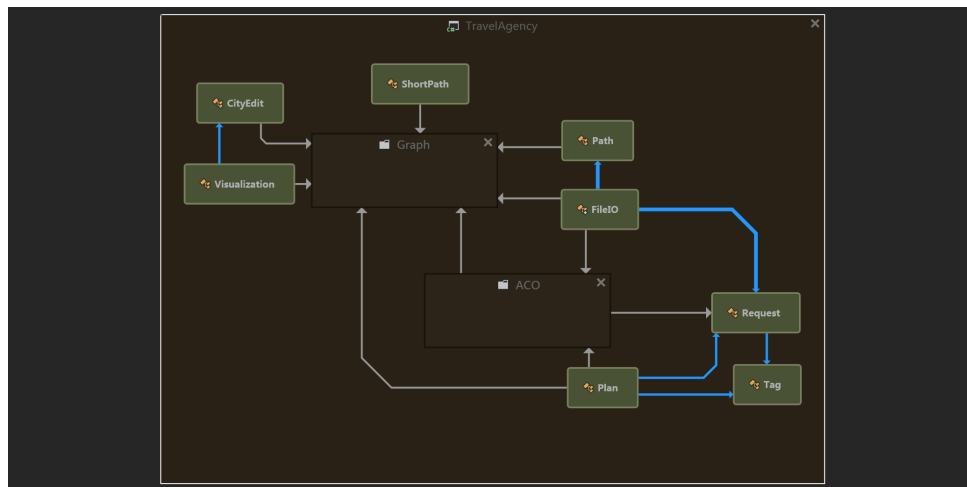 TravelAgency
ShortPath
CityEdit
Graph
Path
Visualization
FileIO
ACO
Request
Plan
Tag